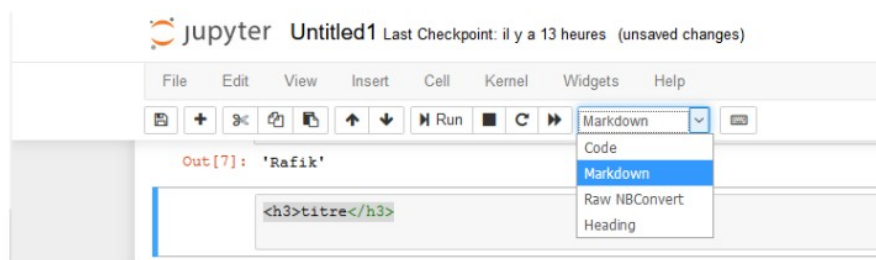 jupyter Untitled1 Last Checkpoint: il y a 13 heures (unsaved changes)
File Edit View Insert Cell Kernel Widgets Help
Run Markdown
Code
Out[7]: 'Rafik'
Markdown
Raw NBConvert
<h3>titre</h3>
Heading